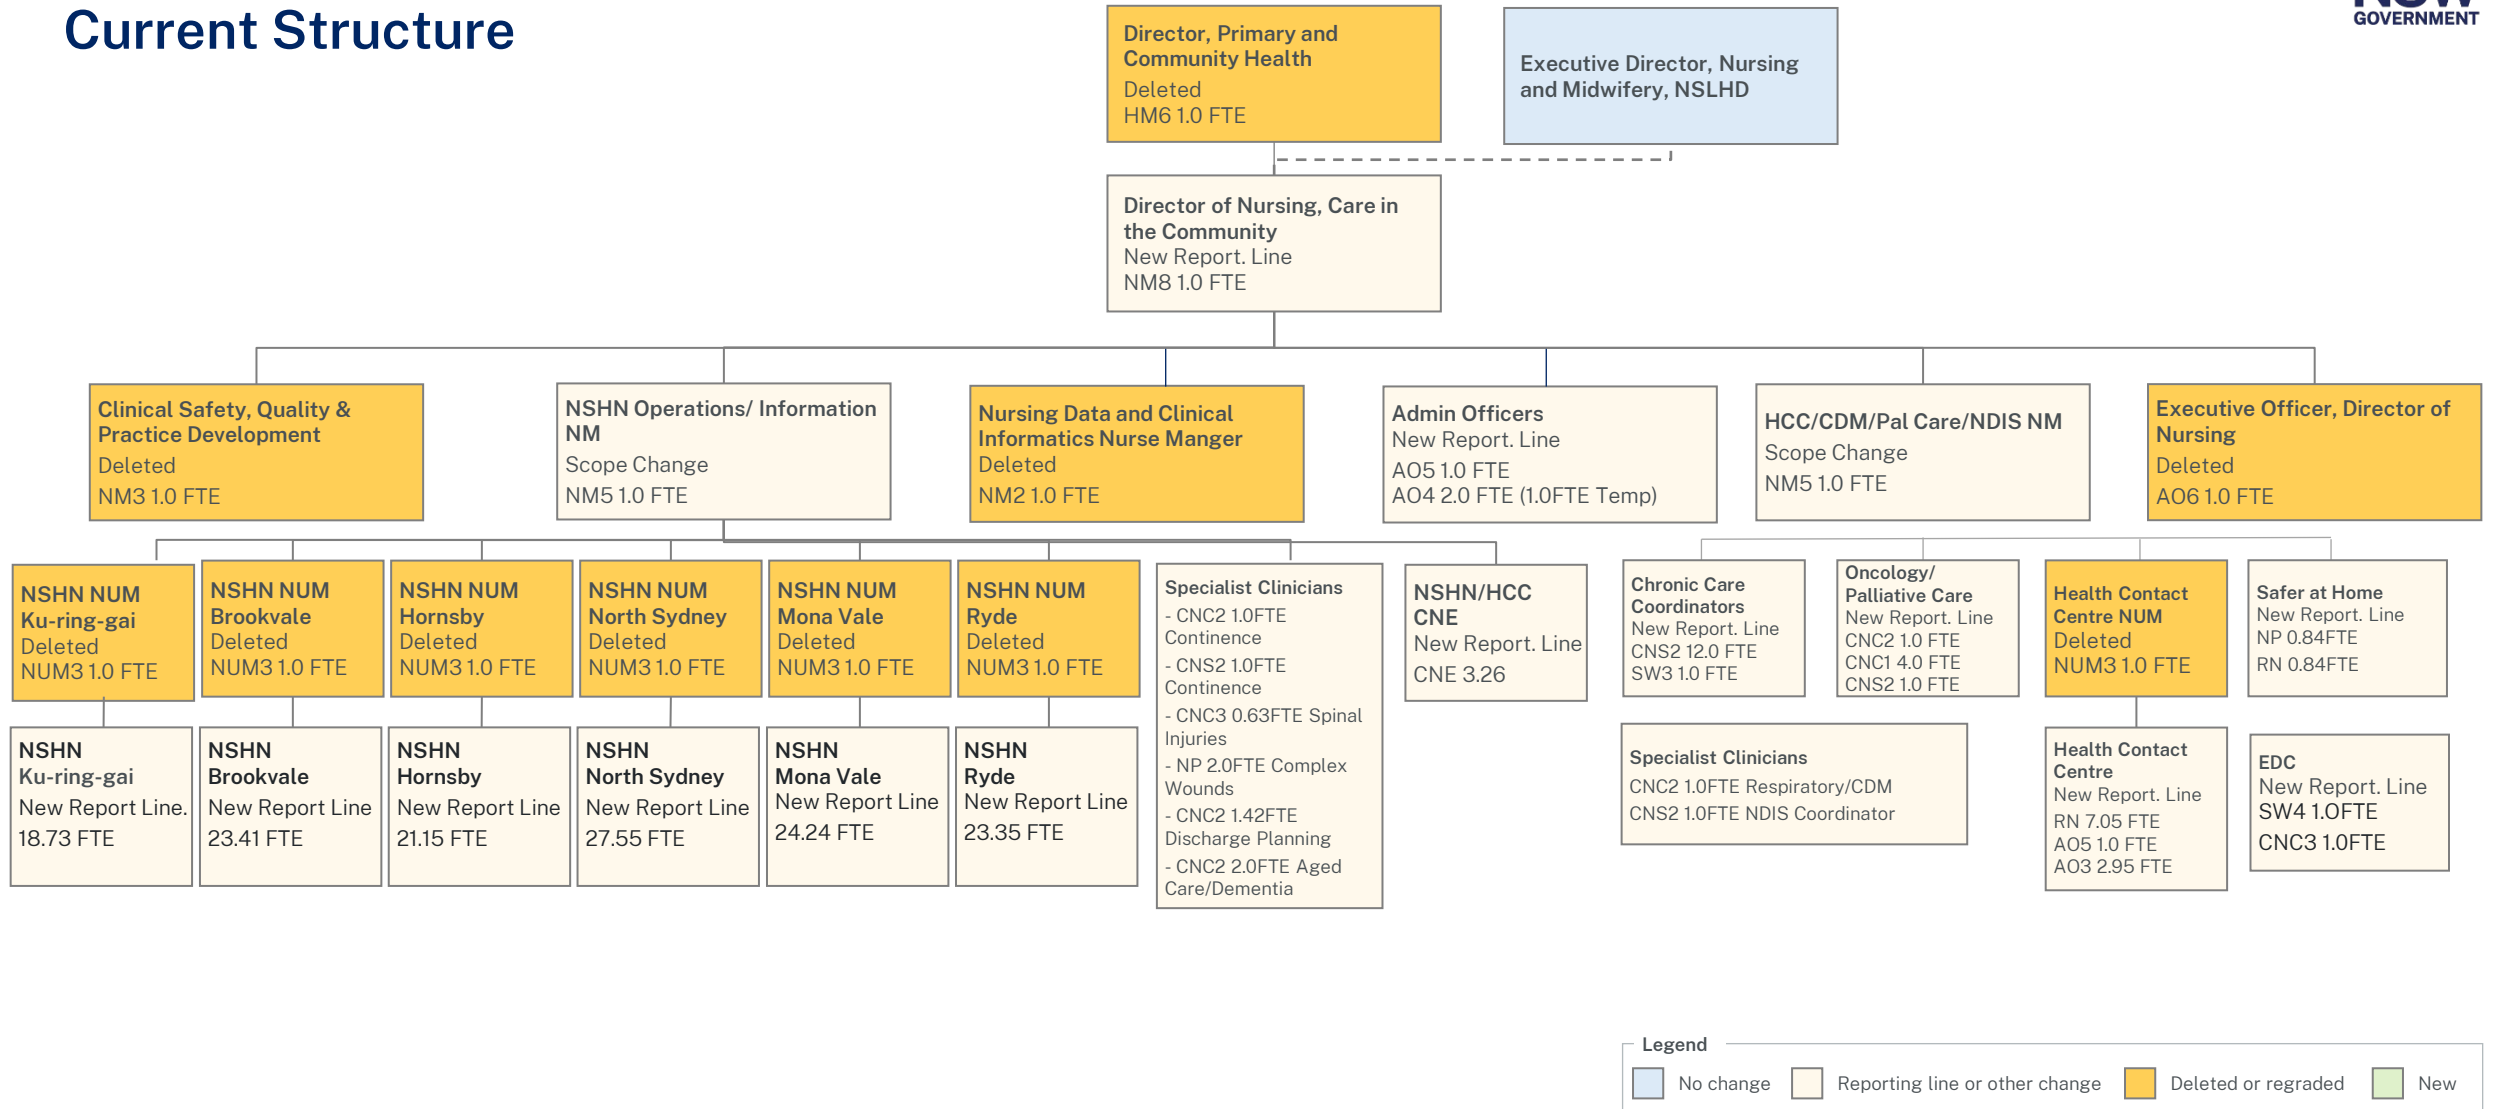 Current Structure
NSW
GOVERNMENT
Director, Primary and
Community Health
Deleted
HM6 1.0 FTE
Executive Director, Nursing
and Midwifery, NSLHD
Director of Nursing, Care in
the Community
New Report. Line
NM8 1.0 FTE
Clinical Safety, Quality &
Practice Development
Deleted
NM3 1.0 FTE
NSHN Operations/ Information
NM
Scope Change
NM5 1.0 FTE
Nursing Data and Clinical
Informatics Nurse Manger
Deleted
NM2 1.0 FTE
Admin Officers
New Report. Line
AO5 1.0 FTE
AO4 2.0 FTE (1.0FTE Temp)
HCC/CDM/Pal Care/NDIS NM
Scope Change
NM5 1.0 FTE
Executive Officer, Director of
Nursing
Deleted
AO6 1.0 FTE
NSHN NUM
Ku-ring-gai
Deleted
NUM3 1.0 FTE
NSHN NUM
Brookvale
Deleted
NUM3 1.0 FTE
NSHN NUM
Hornsby
Deleted
NUM3 1.0 FTE
NSHN NUM
North Sydney
Deleted
NUM3 1.0 FTE
NSHN NUM
Mona Vale
Deleted
NUM3 1.0 FTE
NSHN NUM
Ryde
Deleted
NUM3 1.0 FTE
Specialist Clinicians
- CNC2 1.0FTE
Continence
- CNS2 1.0FTE
Continence
- CNC3 0.63FTE Spinal
Injuries
- NP 2.0FTE Complex
Wounds
- CNC2 1.42FTE
Discharge Planning
- CNC2 2.0FTE Aged
Care/Dementia
NSHN/HCC
CNE
New Report. Line
CNE 3.26
Chronic Care
Coordinators
New Report. Line
CNS2 12.0 FTE
SW3 1.0 FTE
Oncology/
Palliative Care
New Report. Line
CNC2 1.0 FTE
CNC1 4.0 FTE
CNS2 1.0 FTE
Health Contact
Centre NUM
Deleted
NUM3 1.0 FTE
Safer at Home
New Report. Line
NP 0.84FTE
RN 0.84FTE
NSHN
Ku-ring-gai
New Report Line.
18.73 FTE
NSHN
Brookvale
New Report Line
23.41 FTE
NSHN
Hornsby
New Report Line
21.15 FTE
NSHN
North Sydney
New Report Line
27.55 FTE
NSHN
Mona Vale
New Report Line
24.24 FTE
NSHN
Ryde
New Report Line
23.35 FTE
Specialist Clinicians
CNC2 1.0FTE Respiratory/CDM
CNS2 1.0FTE NDIS Coordinator
Health Contact
Centre
New Report. Line
RN 7.05 FTE
AO5 1.0 FTE
AO3 2.95 FTE
EDC
New Report. Line
SW4 1.OFTE
CNC3 1.0FTE
Legend
No change
Reporting line or other change
Deleted or regraded
New